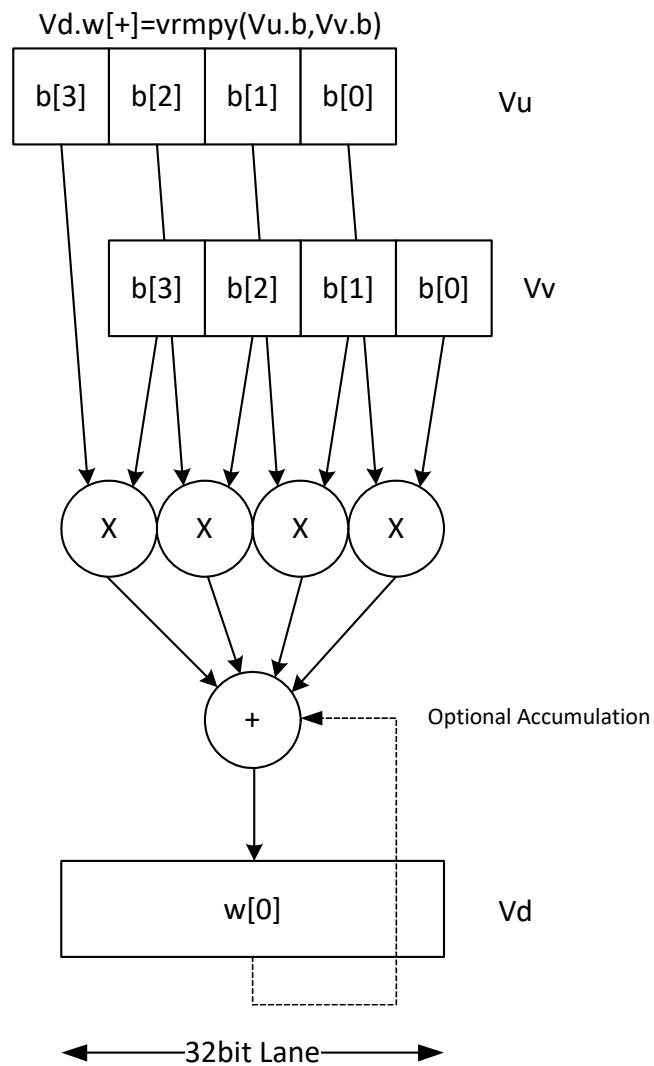 Vd.w[+]=vrmpy(Vu.b,Vv.b)
b[3] b[2] b[1] b[0] Vu
b[3] b[2] b[1] b[0] Vv
X X X X
+ Optional Accumulation
w[0] Vd
32bit Lane